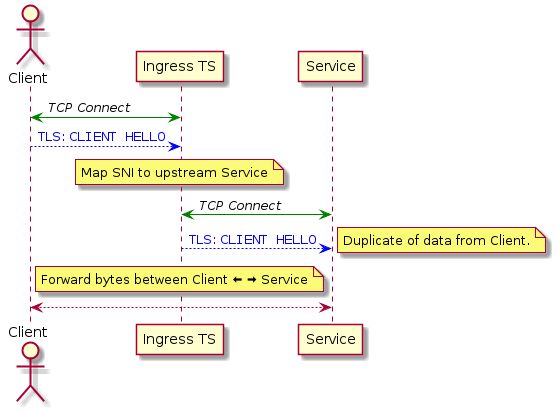 Client
Ingress TS
Service
TCP Connect
TLS: CLIENT HELLO
Map SNI to upstream Service
TCP Connect
TLS: CLIENT HELLO
Duplicate of data from Client.
Forward bytes between Client ⬅ ➡ Service
Client
Ingress TS
Service